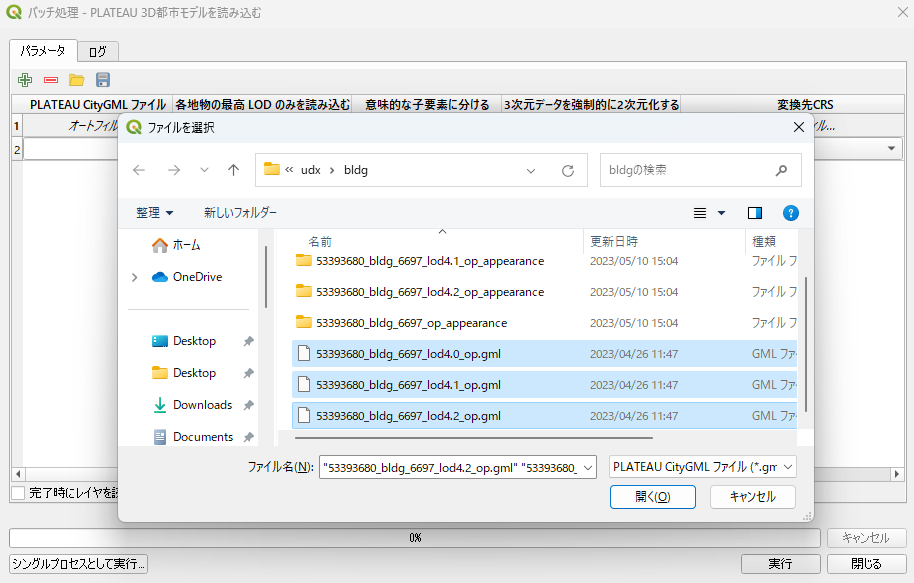 バッチ処理 - PLATEAU 3D都市モデルを読み込む
パラメータ ログ
PLATEAU CityGML ファイル 各地物の最高 LOD のみを読み込む 意味的な子要素に分ける 3次元データを強制的に2次元化する 変換先CRS
1 オートフィル ル...
2
ファイルを選択
« udx › bldg bldgの検索
整理 新しいフォルダー
名前 更新日時 種類
ホーム
OneDrive
Desktop
Desktop
Downloads
Documents
53393680_bldg_6697_lod4.1_op_appearance 2023/05/10 15:04 ファイル フ
53393680_bldg_6697_lod4.2_op_appearance 2023/05/10 15:04 ファイル フ
53393680_bldg_6697_op_appearance 2023/05/10 15:04 ファイル フ
53393680_bldg_6697_lod4.0_op.gml 2023/04/26 11:47 GML ファ
53393680_bldg_6697_lod4.1_op.gml 2023/04/26 11:47 GML ファ
53393680_bldg_6697_lod4.2_op.gml 2023/04/26 11:47 GML ファ
ファイル名(N): "53393680_bldg_6697_lod4.2_op.gml" "53393680_ PLATEAU CityGML ファイル (*.gm
開く(O) キャンセル
完了時にレイヤを読
0% キャンセル
シングルプロセスとして実行... 実行 閉じる